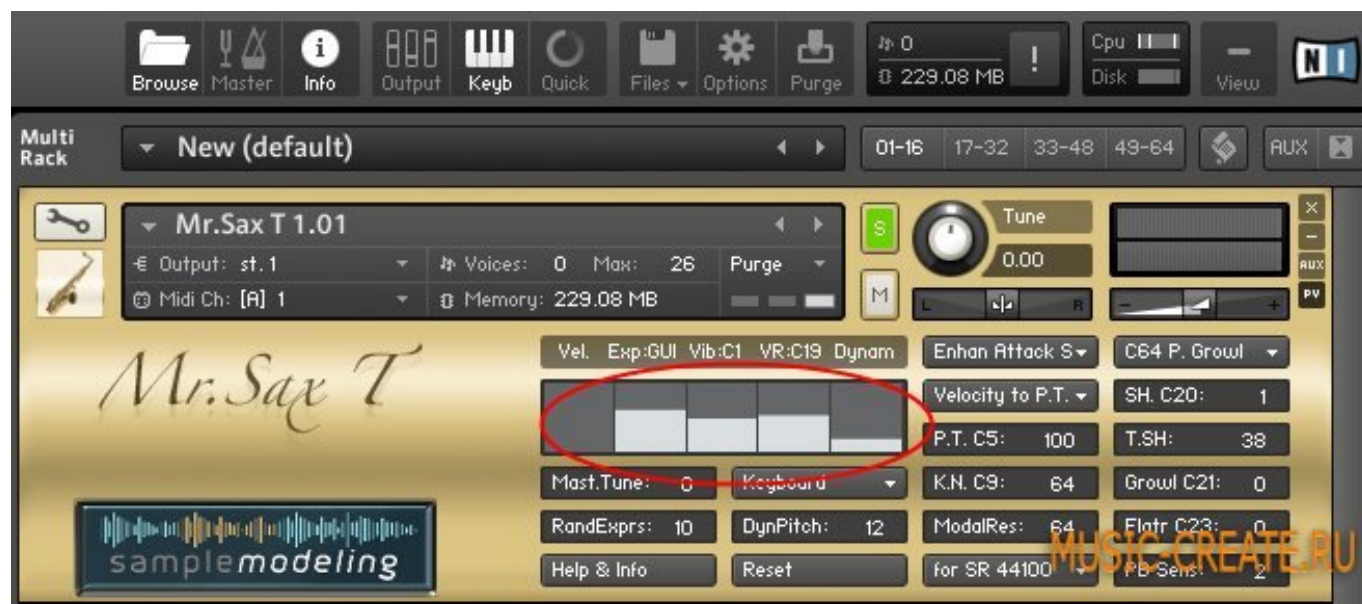 Browse Master Info Output Keyb Quick Files Options Purge
0
229.08 MB
!
Cpu
Disk
View
NI
Multi
Rack
New (default)
01-16 17-32 33-48 49-64 AUX
Mr.Sax T 1.01
Output: st.1
Voices: 0 Max: 26
Purge
Midi Ch: [A] 1
Memory: 229.08 MB
S
M
Tune
0.00
L R
- +
×
-
AUX
PV
Mr. Sax T
Vel. Exp:GUI Vib:C1 VR:C19 Dynam
Enhan Attack S
C64 P. Growl
Velocity to P.T.
SH. C20: 1
P.T. C5: 100
T.SH: 38
Mast.Tune: 0
Keyboard
K.N. C9: 64
Growl C21: 0
RandExprs: 10
DynPitch: 12
ModalRes: 64
Flatr C23: 0
Help & Info
Reset
for SR 44100
PB Sens: 2
samplemodeling
MUSIC-CREATE.RU